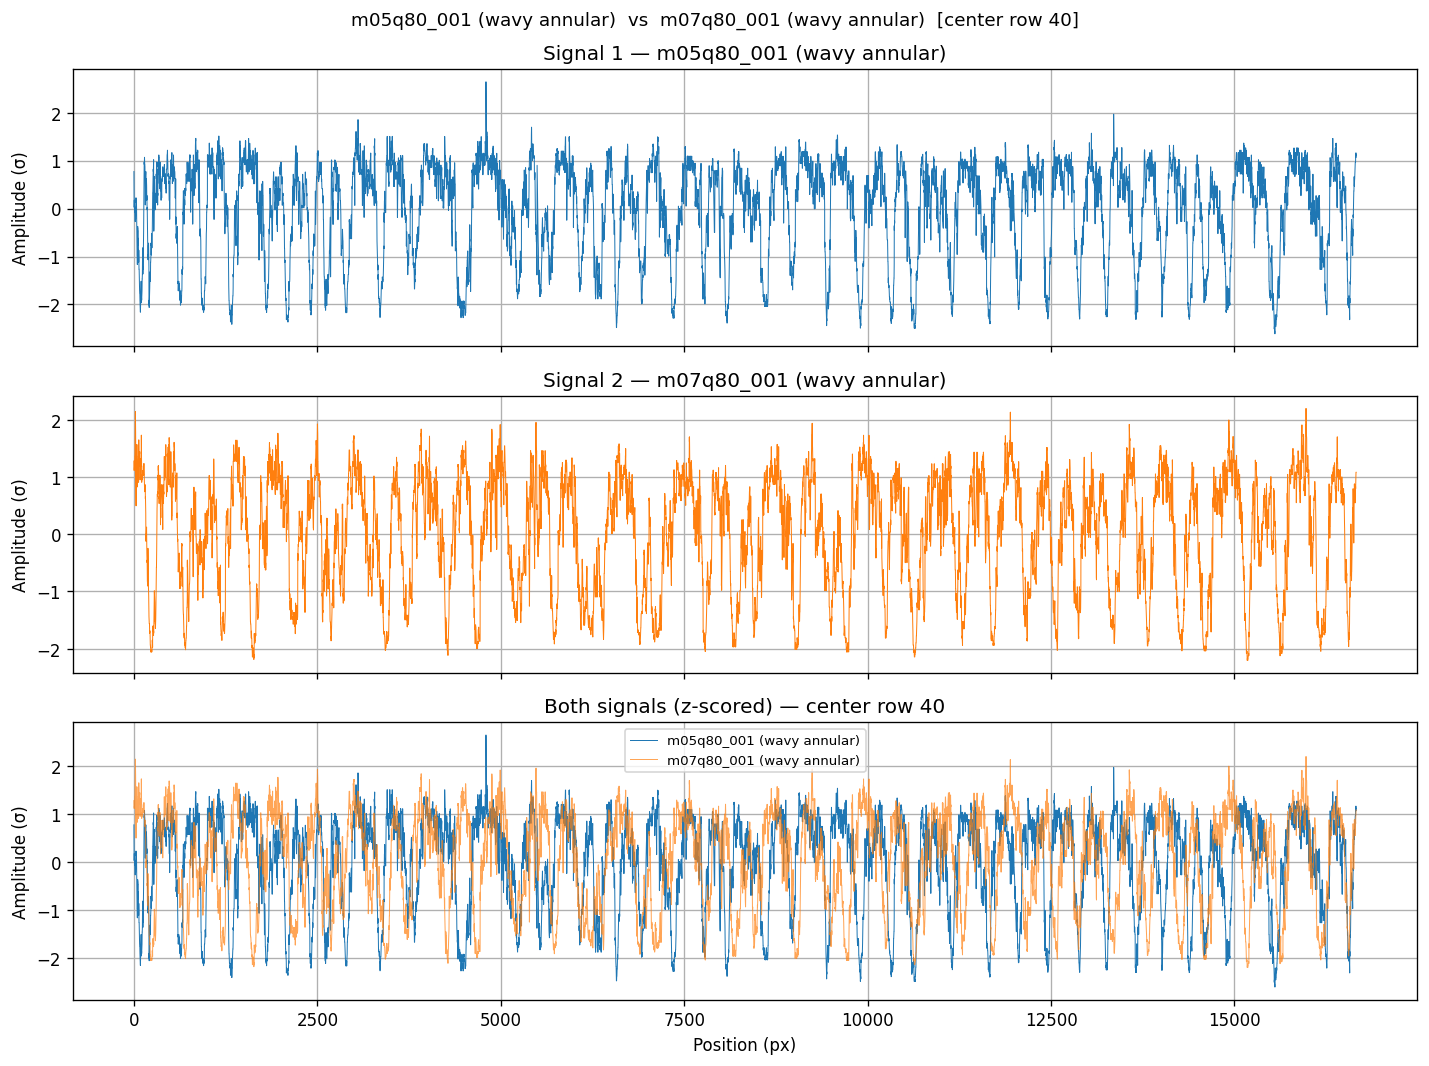 m05q80_001 (wavy annular)  vs  m07q80_001 (wavy annular)  [center row 40]
Signal 1 — m05q80_001 (wavy annular)
2
1
0
−1
−2
Amplitude (σ)
Signal 2 — m07q80_001 (wavy annular)
2
1
0
−1
−2
Amplitude (σ)
Both signals (z-scored) — center row 40
m05q80_001 (wavy annular)
m07q80_001 (wavy annular)
2
1
0
−1
−2
Amplitude (σ)
0 2500 5000 7500 10000 12500 15000
Position (px)